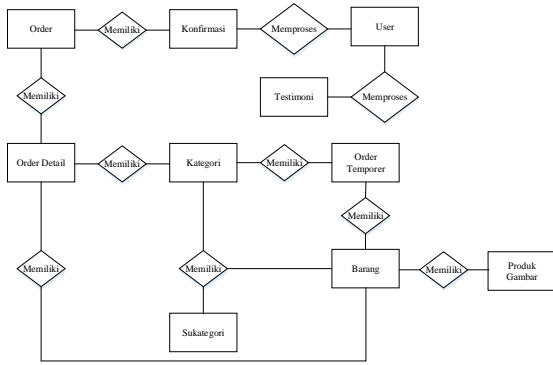 Order
Memiliki
Konfirmasi
Memproses
User
Memiliki
Testimoni
Memproses
Order Detail
Memiliki
Kategori
Memiliki
Order
Temporer
Memiliki
Memiliki
Memiliki
Barang
Memiliki
Produk
Gambar
Sukategori